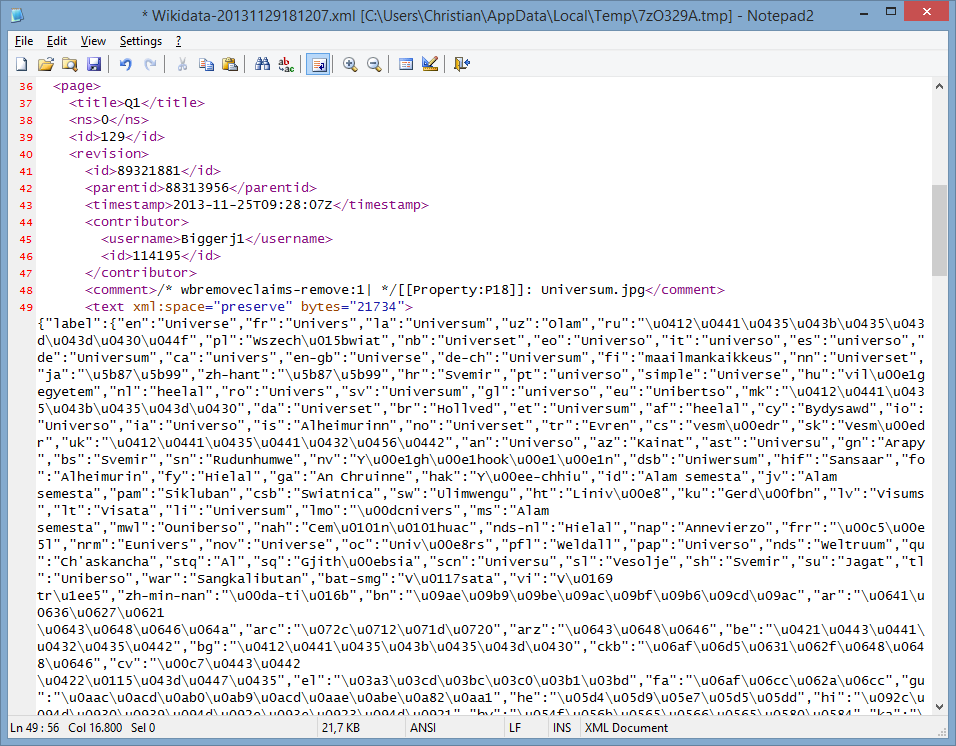 * Wikidata-20131129181207.xml [C:\Users\Christian\AppData\Local\Temp\7zO329A.tmp] - Notepad2
File Edit View Settings ?
36 <page>
37 <title>Q1</title>
38 <ns>0</ns>
39 <id>129</id>
40 <revision>
41 <id>89321881</id>
42 <parentid>88313956</parentid>
43 <timestamp>2013-11-25T09:28:07Z</timestamp>
44 <contributor>
45 <username>Biggerj1</username>
46 <id>114195</id>
47 </contributor>
48 <comment>/* wbremoveclaims-remove:1| */[[Property:P18]]: Universum.jpg</comment>
49 <text xml:space="preserve" bytes="21734">
{"label":{"en":"Universe","fr":"Univers","la":"Universum","uz":"Olam","ru":"\u0412\u0441\u0435\u043b\u0435\u043d
d\u043d\u0430\u044f","pl":"Wszech\u015bwiat","nb":"Universet","eo":"Universo","it":"universo","es":"universo","
de":"Universum","ca":"univers","en-gb":"Universe","de-ch":"Universum","fi":"maailmankaikkeus","nn":"Universet",
"ja":"\u5b87\u5b99","zh-hant":"\u5b87\u5b99","hr":"Svemir","pt":"universo","simple":"Universe","hu":"vil\u00e1g
egyetem","nl":"heelal","ro":"Univers","sv":"Universum","gl":"universo","eu":"Unibertso","mk":"\u0412\u0441\u043
5\u043b\u0435\u043d\u0430","da":"Universet","br":"Hollved","et":"Universum","af":"heelal","cy":"Bydysawd","io":
"Universo","ia":"Universo","is":"Alheimurinn","no":"Universet","tr":"Evren","cs":"vesm\u00edr","sk":"Vesm\u00ed
r","uk":"\u0412\u0441\u0435\u0441\u0432\u0456\u0442","an":"Universo","az":"Kainat","ast":"Universu","gn":"Arapy
","bs":"Svemir","sn":"Rudunhumwe","nv":"Y\u00e1gh\u00e1hook\u00e1\u00e1n","dsb":"Uniwersum","hif":"Sansaar","fo
":"Alheimurin","fy":"Hielal","ga":"An Chruinne","hak":"Y\u00ee-chhiu","id":"Alam semesta","jv":"Alam
semesta","pam":"Sikluban","csb":"Swiatnica","sw":"Ulimwengu","ht":"Liniv\u00e8","ku":"Gerd\u00fbn","lv":"Visums
","lt":"Visata","li":"Universum","lmo":"\u00dcnivers","ms":"Alam
semesta","mwl":"Ouniberso","nah":"Cem\u0101n\u0101huac","nds-nl":"Hielal","nap":"Annevierzo","frr":"\u00c5\u00e
5l","nrm":"Eunivers","nov":"Universe","oc":"Univ\u00e8rs","pfl":"Weldall","pap":"Universo","nds":"Weltruum","qu
":"Ch'askancha","stq":"Al","sq":"Gjith\u00ebsia","scn":"Universu","sl":"Vesolje","sh":"Svemir","su":"Jagat","tl
":"Uniberso","war":"Sangkalibutan","bat-smg":"V\u0117sata","vi":"V\u0169
tr\u1ee5","zh-min-nan":"\u00da-ti\u016b","bn":"\u09ae\u09b9\u09be\u09ac\u09bf\u09b6\u09cd\u09ac","ar":"\u0641\u
0636\u0627\u0621
\u0643\u0648\u0646\u064a","arc":"\u072c\u0712\u071d\u0720","arz":"\u0643\u0648\u0646","be":"\u0421\u0443\u0441\
u0432\u0435\u0442","bg":"\u0412\u0441\u0435\u043b\u0435\u043d\u0430","ckb":"\u06af\u06d5\u0631\u062f\u0648\u064
8\u0646","cv":"\u00c7\u0443\u0442
\u0422\u0115\u043d\u0447\u0435","el":"\u03a3\u03cd\u03bc\u03c0\u03b1\u03bd","fa":"\u06af\u06cc\u062a\u06cc","gu
":"\u0aac\u0acd\u0ab0\u0ab9\u0acd\u0aae\u0abe\u0a82\u0aa1","he":"\u05d4\u05d9\u05e7\u05d5\u05dd","hi":"\u092c\u
094d\u0930\u0939\u094d\u092e\u093e\u0923\u094d\u0921","hy":"\u054f\u056b\u0565\u0566\u0565\u0580\u0584","ka":"\
Ln 49 : 56 Col 16.800 Sel 0 21,7 KB ANSI LF INS XML Document